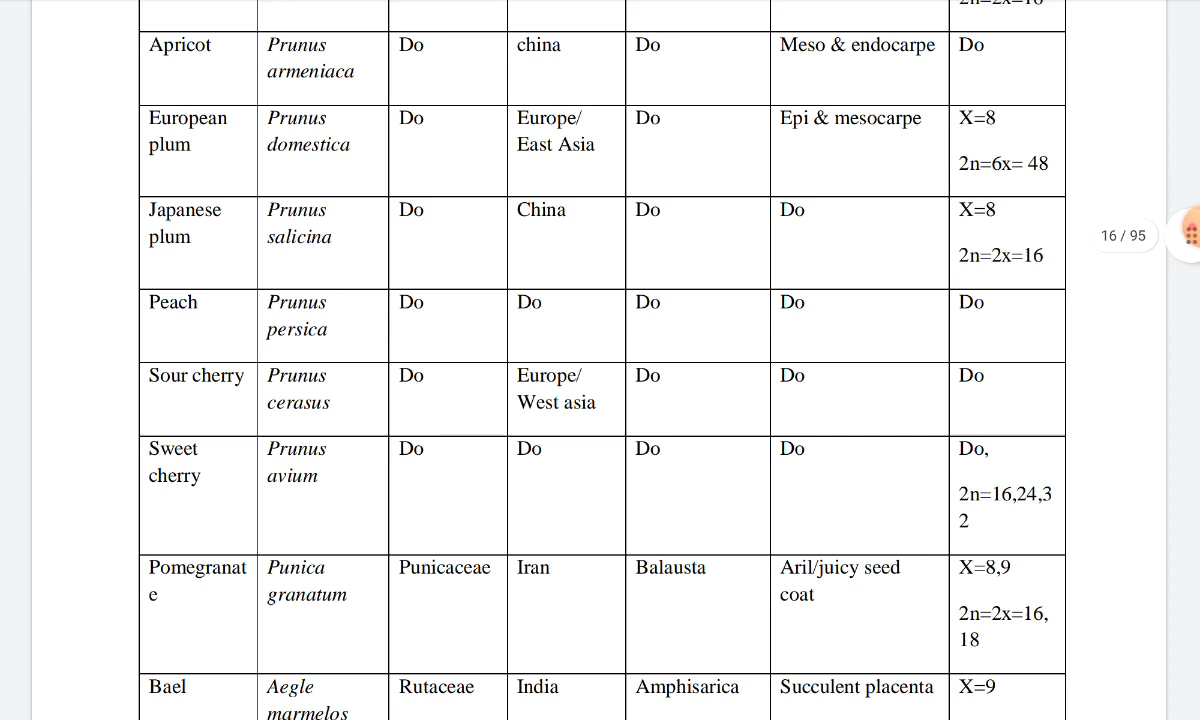 2n=2x=16
Apricot Prunus Do china Do Meso & endocarpe Do
armeniaca
European Prunus Do Europe/ Do Epi & mesocarpe X=8
plum domestica East Asia
2n=6x= 48
Japanese Prunus Do China Do Do X=8
plum salicina
2n=2x=16
16 / 95
Peach Prunus Do Do Do Do Do
persica
Sour cherry Prunus Do Europe/ Do Do Do
cerasus West asia
Sweet Prunus Do Do Do Do Do,
cherry avium
2n=16,24,3
2
Pomegranat Punica Punicaceae Iran Balausta Aril/juicy seed X=8,9
e granatum coat
2n=2x=16,
18
Bael Aegle Rutaceae India Amphisarica Succulent placenta X=9
marmelos